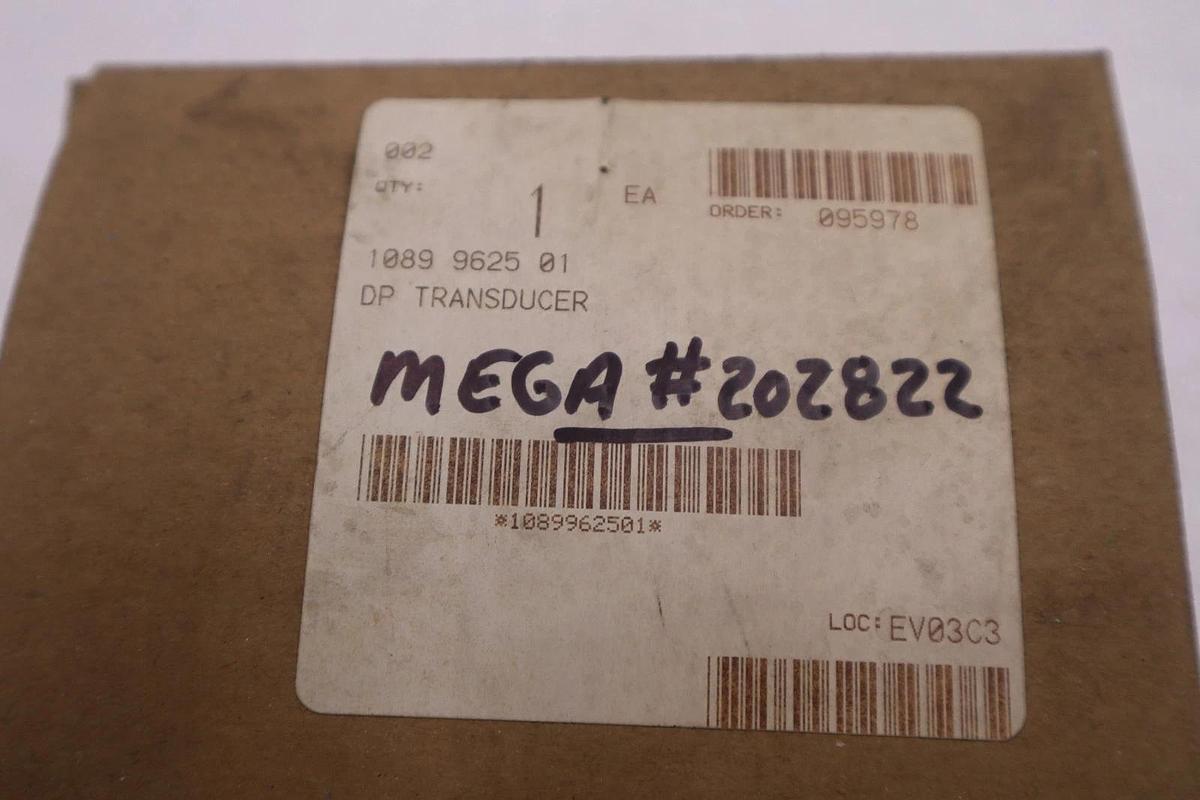 002
QTY: 1 EA
ORDER: 095978
1089 9625 01
DP TRANSDUCER
MEGA #202822
*1089962501*
LOC: EV03C3